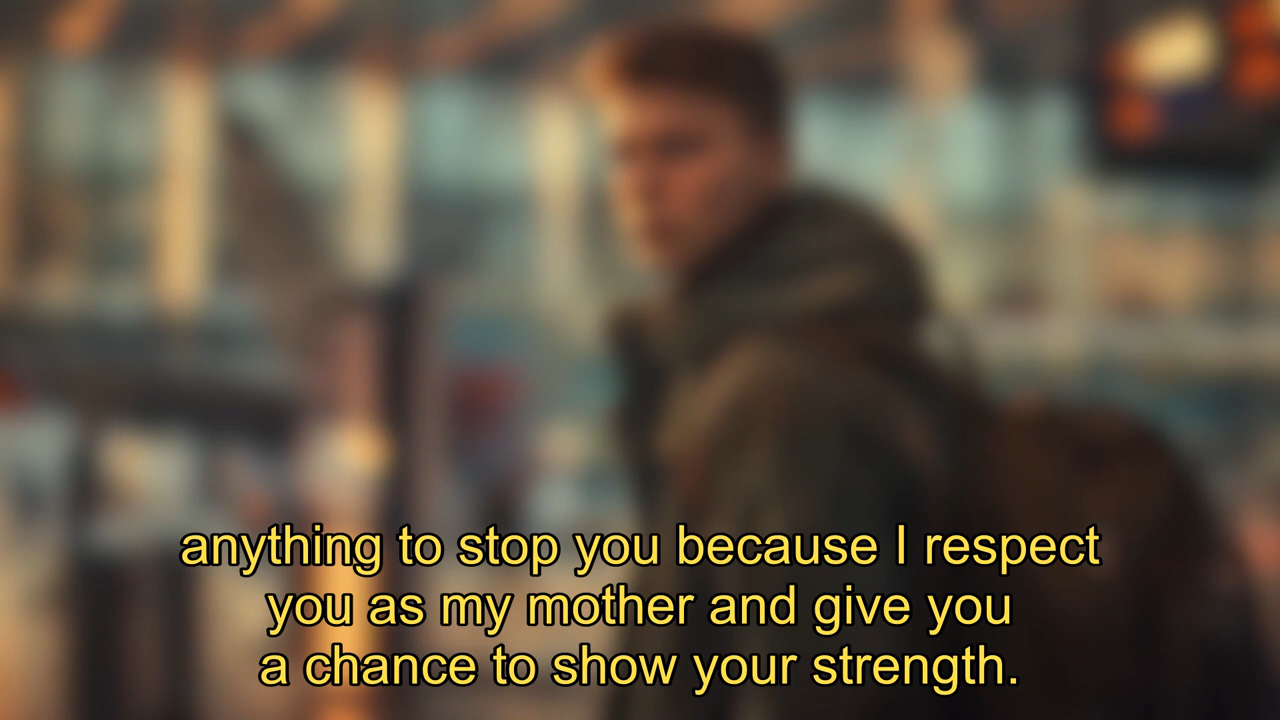 anything to stop you because I respect
you as my mother and give you
a chance to show your strength.